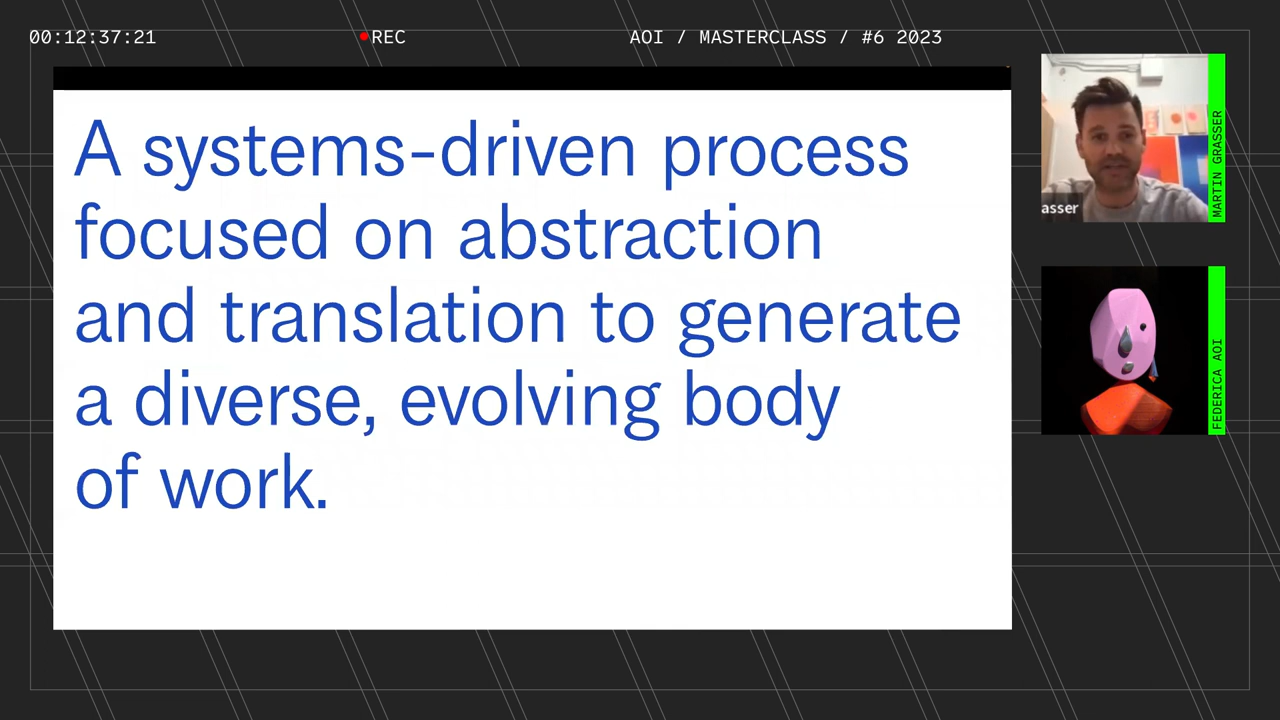 00:12:37:21
REC
AOI / MASTERCLASS / #6 2023
A systems-driven process
focused on abstraction
and translation to generate
a diverse, evolving body
of work.
MARTIN GRASSER
asser
FEDERICA AOI